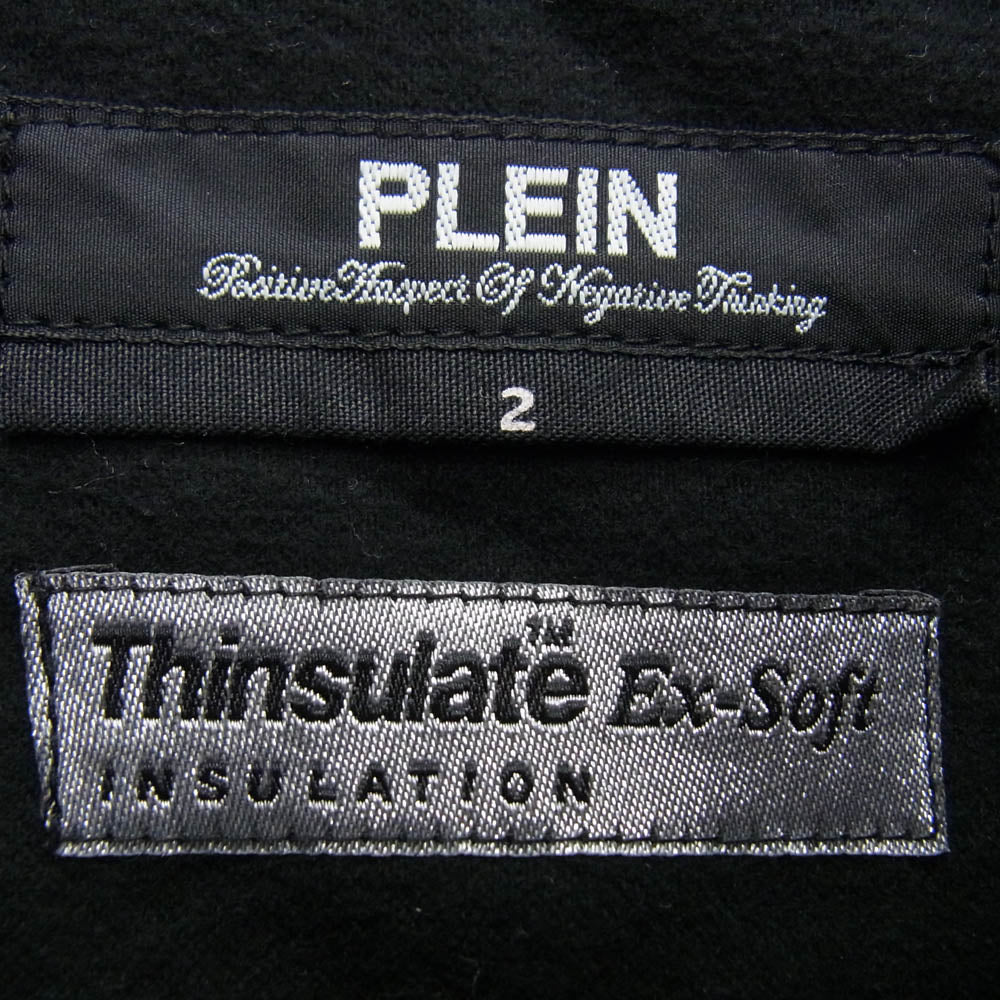 PLEIN
Positive Aspect Of Negative Thinking
2
Thinsulate™ Ex-Soft
INSULATION